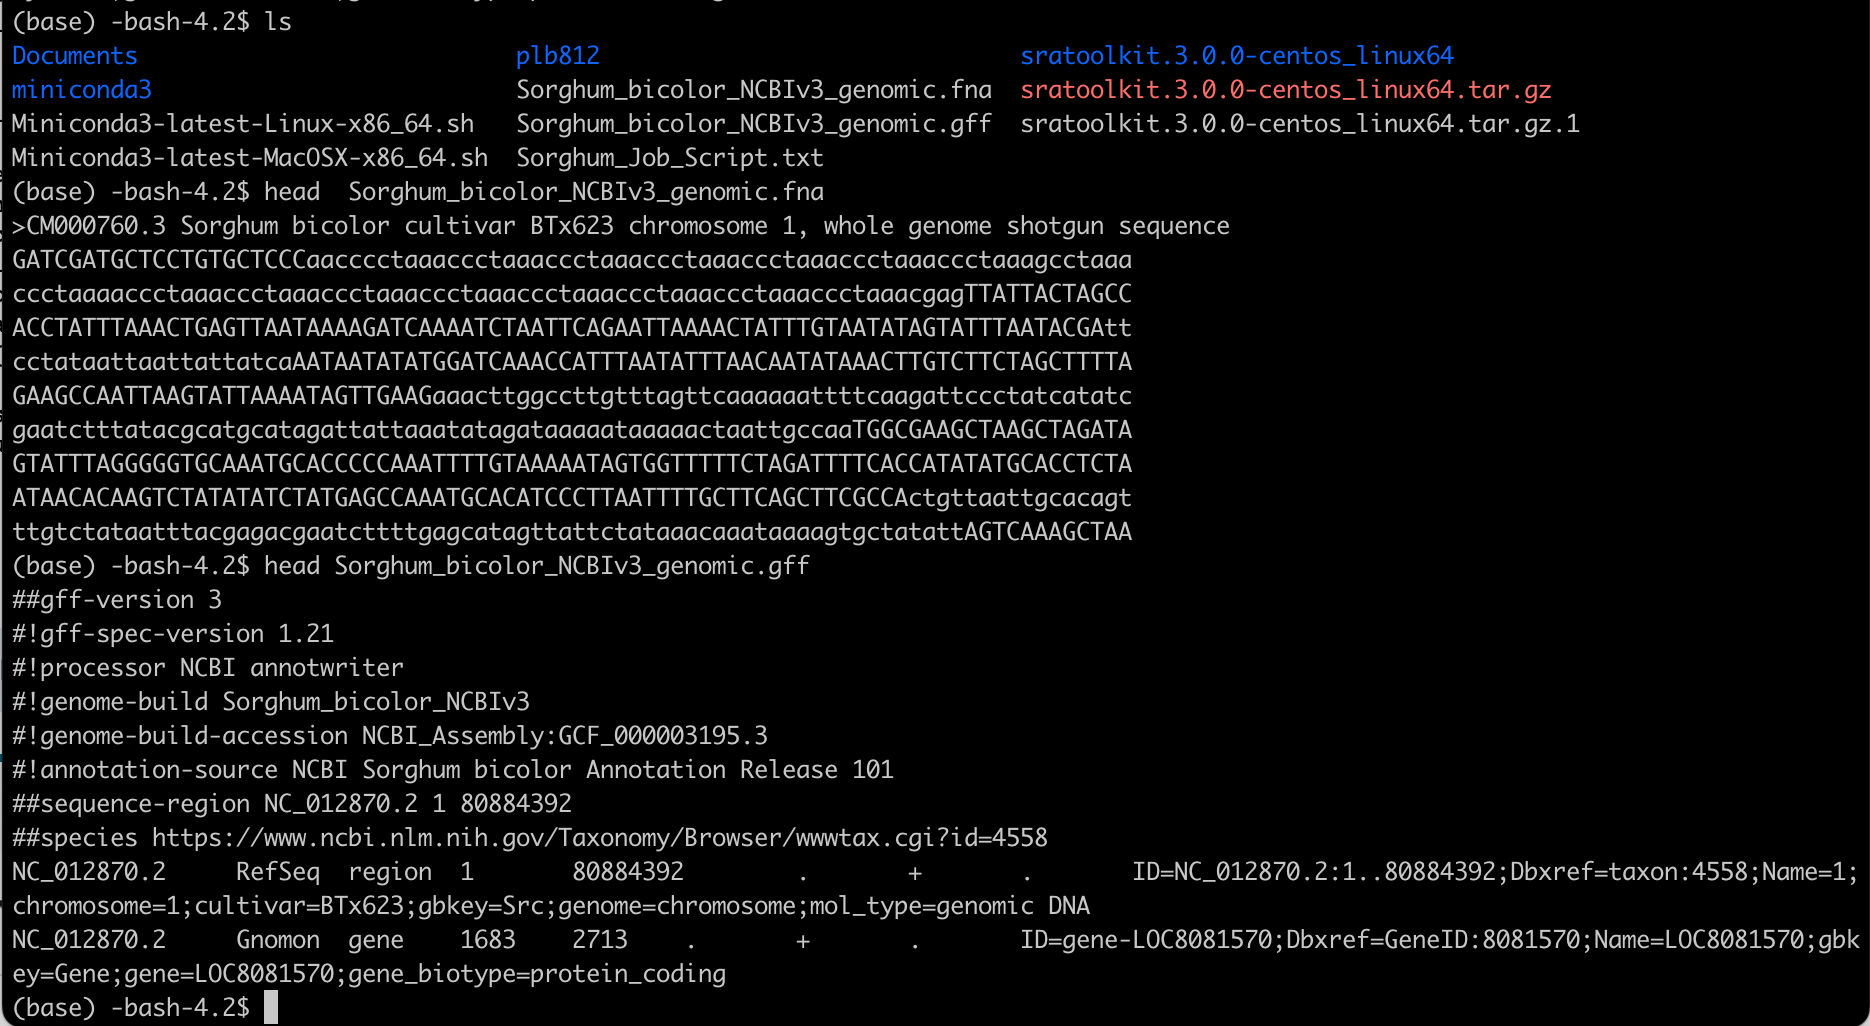 (base) -bash-4.2$ ls
Documents plb812 sratoolkit.3.0.0-centos_linux64
miniconda3 Sorghum_bicolor_NCBIv3_genomic.fna sratoolkit.3.0.0-centos_linux64.tar.gz
Miniconda3-latest-Linux-x86_64.sh Sorghum_bicolor_NCBIv3_genomic.gff sratoolkit.3.0.0-centos_linux64.tar.gz.1
Miniconda3-latest-MacOSX-x86_64.sh Sorghum_Job_Script.txt
(base) -bash-4.2$ head  Sorghum_bicolor_NCBIv3_genomic.fna
>CM000760.3 Sorghum bicolor cultivar BTx623 chromosome 1, whole genome shotgun sequence
GATCGATGCTCCTGTGCTCCCaacccctaaaccctaaaccctaaaccctaaaccctaaaccctaaaccctaaagcctaaa
ccctaaaaccctaaaccctaaaccctaaaccctaaaccctaaaccctaaaccctaaacgagTTATTACTAGCC
ACCTATTTAAACTGAGTTAATAAAAGATCAAAATCTAATTCAGAATTAAAACTATTTGTAATATAGTATTTAATACGAtt
cctataattaattattatcaAATAATATATGGATCAAACCATTTAATATTTAACAATATAAACTTGTCTTCTAGCTTTTA
GAAGCCAATTAAGTATTAAAATAGTTGAAGgaaacttggccttgtttagttcaaaaaattttcaagattccctatcatatc
gaatctttatacgcatgcatagattattaaatatagataaaaataaaaactaattgccaaTGGCGAAGCTAAGCTAGATA
GTATTTAGGGGGTGCAAATGCACCCCCAAATTTTGTAAAAATAGTGGTTTTTCTAGATTTTCACCATATATGCACCTCTA
ATAACACAAGTCTATATATCTATGAGCCAAATGCACATCCCTTAATTTTGCTTCAGCTTCGCCActgttaattgcacagt
ttgtctataatttacgagacgaatcttttgagcatagttattctataaacaaataaaagtgctatattAGTCAAAGCTAA
(base) -bash-4.2$ head Sorghum_bicolor_NCBIv3_genomic.gff
##gff-version 3
#!gff-spec-version 1.21
#!processor NCBI annotwriter
#!genome-build Sorghum_bicolor_NCBIv3
#!genome-build-accession NCBI_Assembly:GCF_000003195.3
#!annotation-source NCBI Sorghum bicolor Annotation Release 101
##sequence-region NC_012870.2 1 80884392
##species https://www.ncbi.nlm.nih.gov/Taxonomy/Browser/wwwtax.cgi?id=4558
NC_012870.2 RefSeq region 1 80884392 . + . ID=NC_012870.2:1..80884392;Dbxref=taxon:4558;Name=1;
chromosome=1;cultivar=BTx623;gbkey=Src;genome=chromosome;mol_type=genomic DNA
NC_012870.2 Gnomon gene 1683 2713 . + . ID=gene-LOC8081570;Dbxref=GeneID:8081570;Name=LOC8081570;gbk
ey=Gene;gene=LOC8081570;gene_biotype=protein_coding
(base) -bash-4.2$